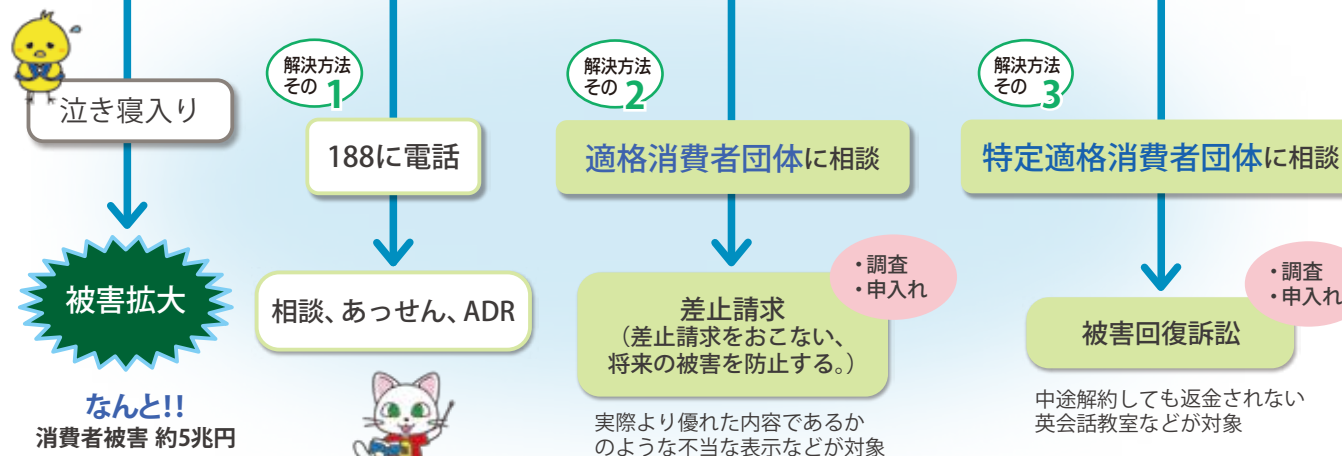 泣き寝入り
被害拡大
なんと!!
消費者被害 約5兆円
解決方法
その 1
188に電話
相談、あっせん、ADR
解決方法
その 2
適格消費者団体に相談
・調査
・申入れ
差止請求
（差止請求をおこない、
将来の被害を防止する。）
実際より優れた内容であるか
のような不当な表示などが対象
解決方法
その 3
特定適格消費者団体に相談
・調査
・申入れ
被害回復訴訟
中途解約しても返金されない
英会話教室などが対象